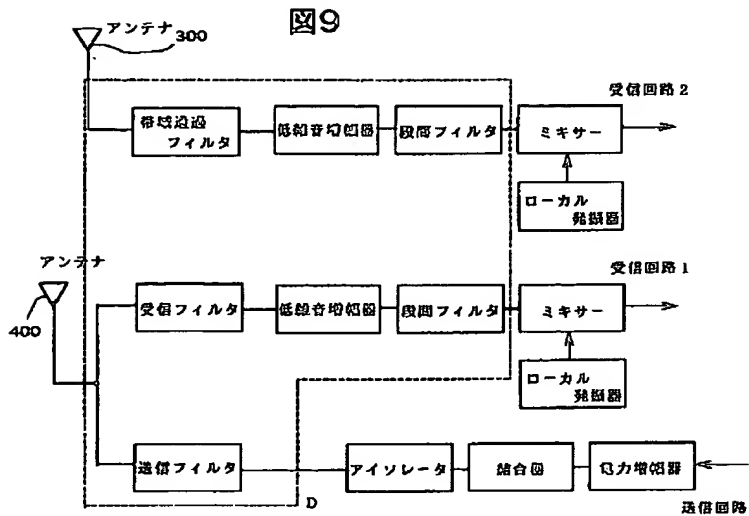 図9
アンテナ 300
受信回路2
帯域通過
フィルタ
低雑音増幅器
段間フィルタ
ミキサー
ローカル
発振器
アンテナ
400
受信回路1
受信フィルタ
低雑音増幅器
段間フィルタ
ミキサー
ローカル
発振器
送信フィルタ
アイソレータ
結合器
電力増幅器
D
送信回路